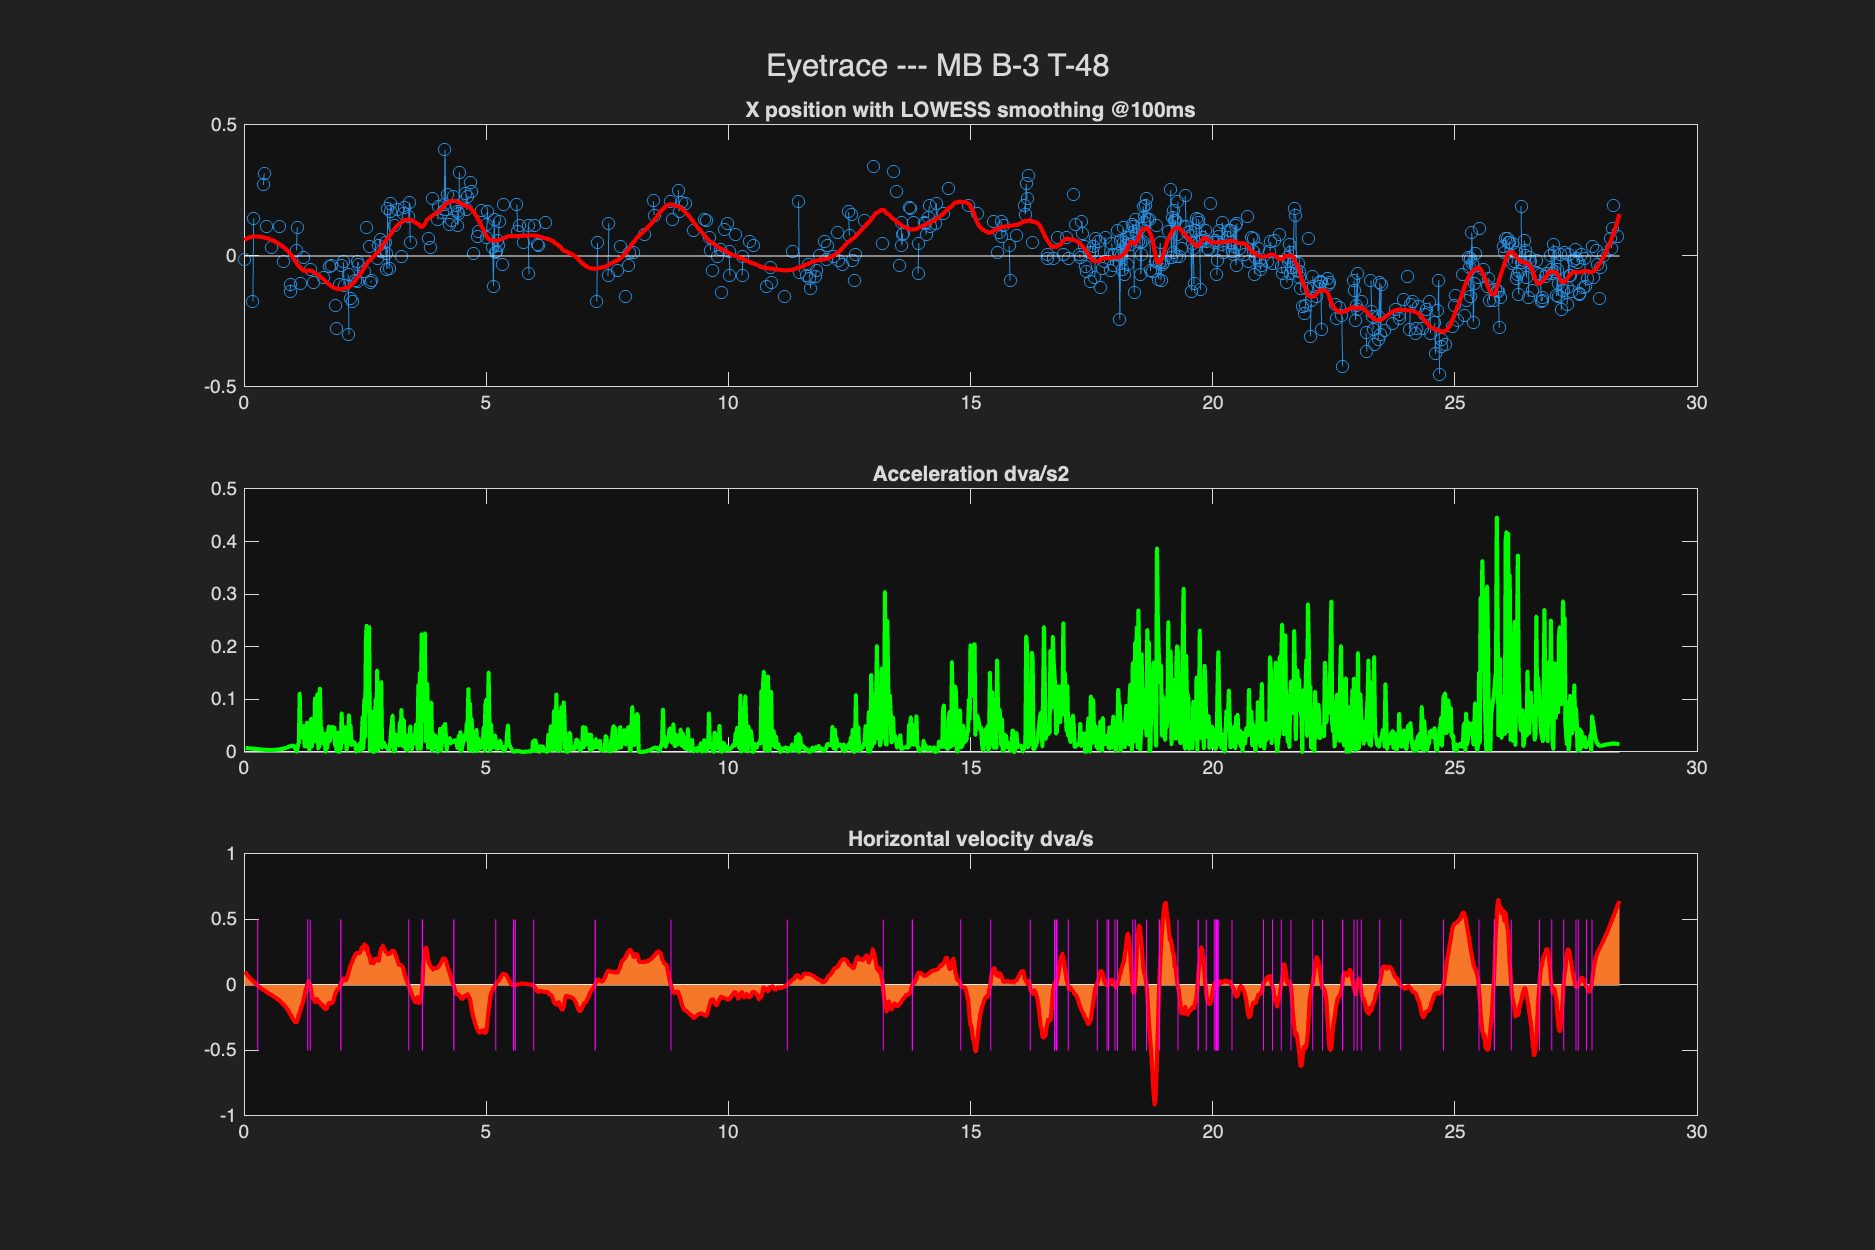 Eyetrace --- MB B-3 T-48
X position with LOWESS smoothing @100ms
0.5
0
-0.5
0 5 10 15 20 25 30
Acceleration dva/s2
0.5
0.4
0.3
0.2
0.1
0
0 5 10 15 20 25 30
Horizontal velocity dva/s
1
0.5
0
-0.5
-1
0 5 10 15 20 25 30